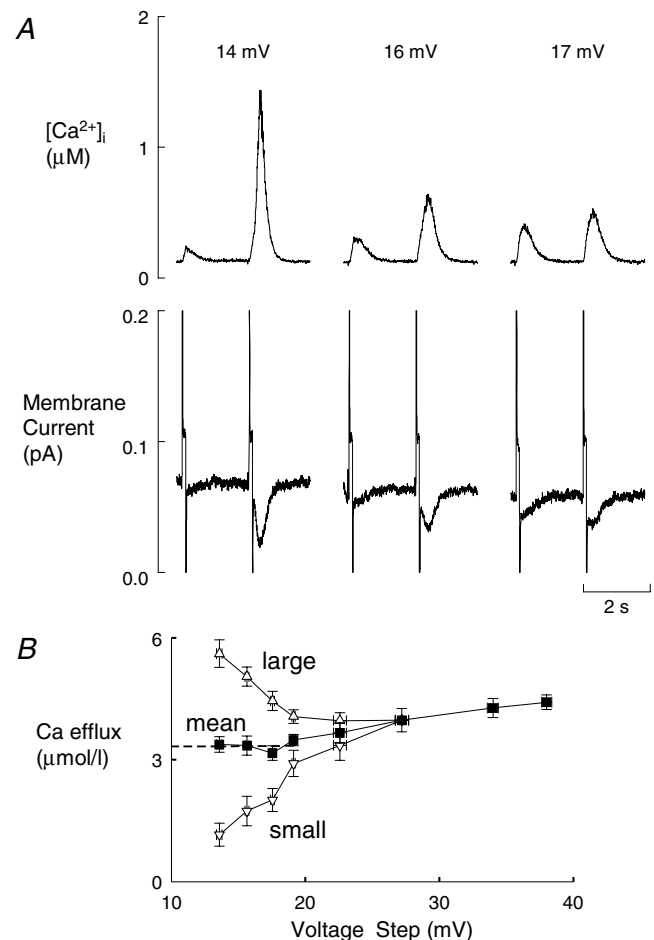 A
2
14 mV
16 mV
17 mV
[Ca²⁺]ᵢ
(μM)
1
0
0.2
Membrane
Current
(pA)
0.1
0.0
2 s
B
6
large
mean
Ca efflux
(μmol/l)
3
small
0
10
20
30
40
Voltage Step (mV)